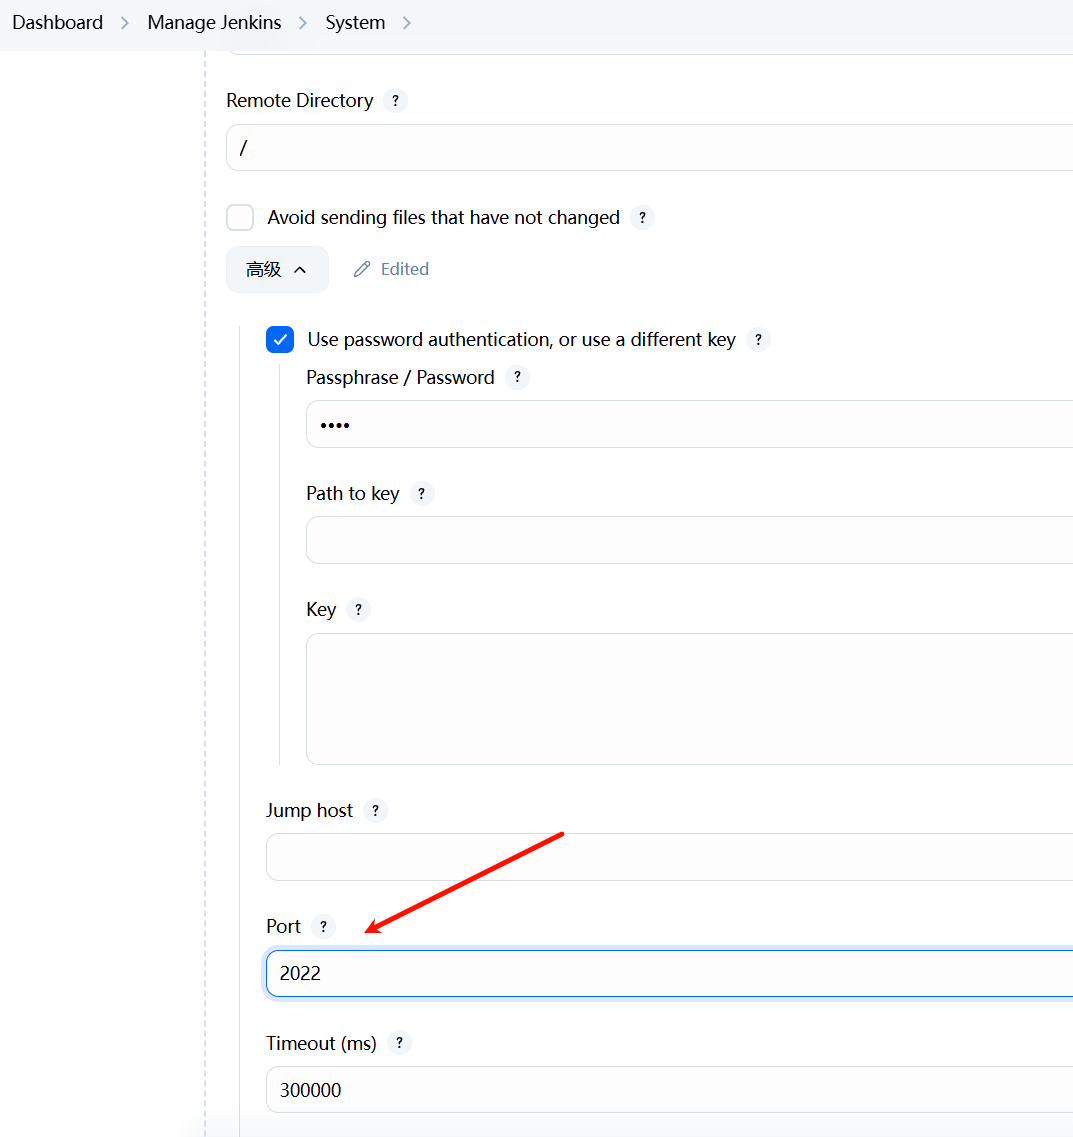 Dashboard > Manage Jenkins > System >
Remote Directory ?
/
Avoid sending files that have not changed ?
高级 Edited
Use password authentication, or use a different key ?
Passphrase / Password ?
••••
Path to key ?
Key ?
Jump host ?
Port ?
2022
Timeout (ms) ?
300000